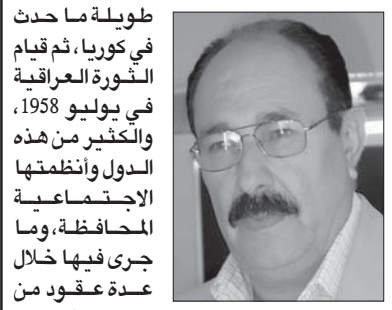 طويلة ما حدث
في كوريا، ثم قيام
الثورة العراقية
في يوليو 1958،
والكثير من هذه
الدول وأنظمتها
الاجتماعية
المحافظة، وما
جرى فيها خلال
عدة عقود من